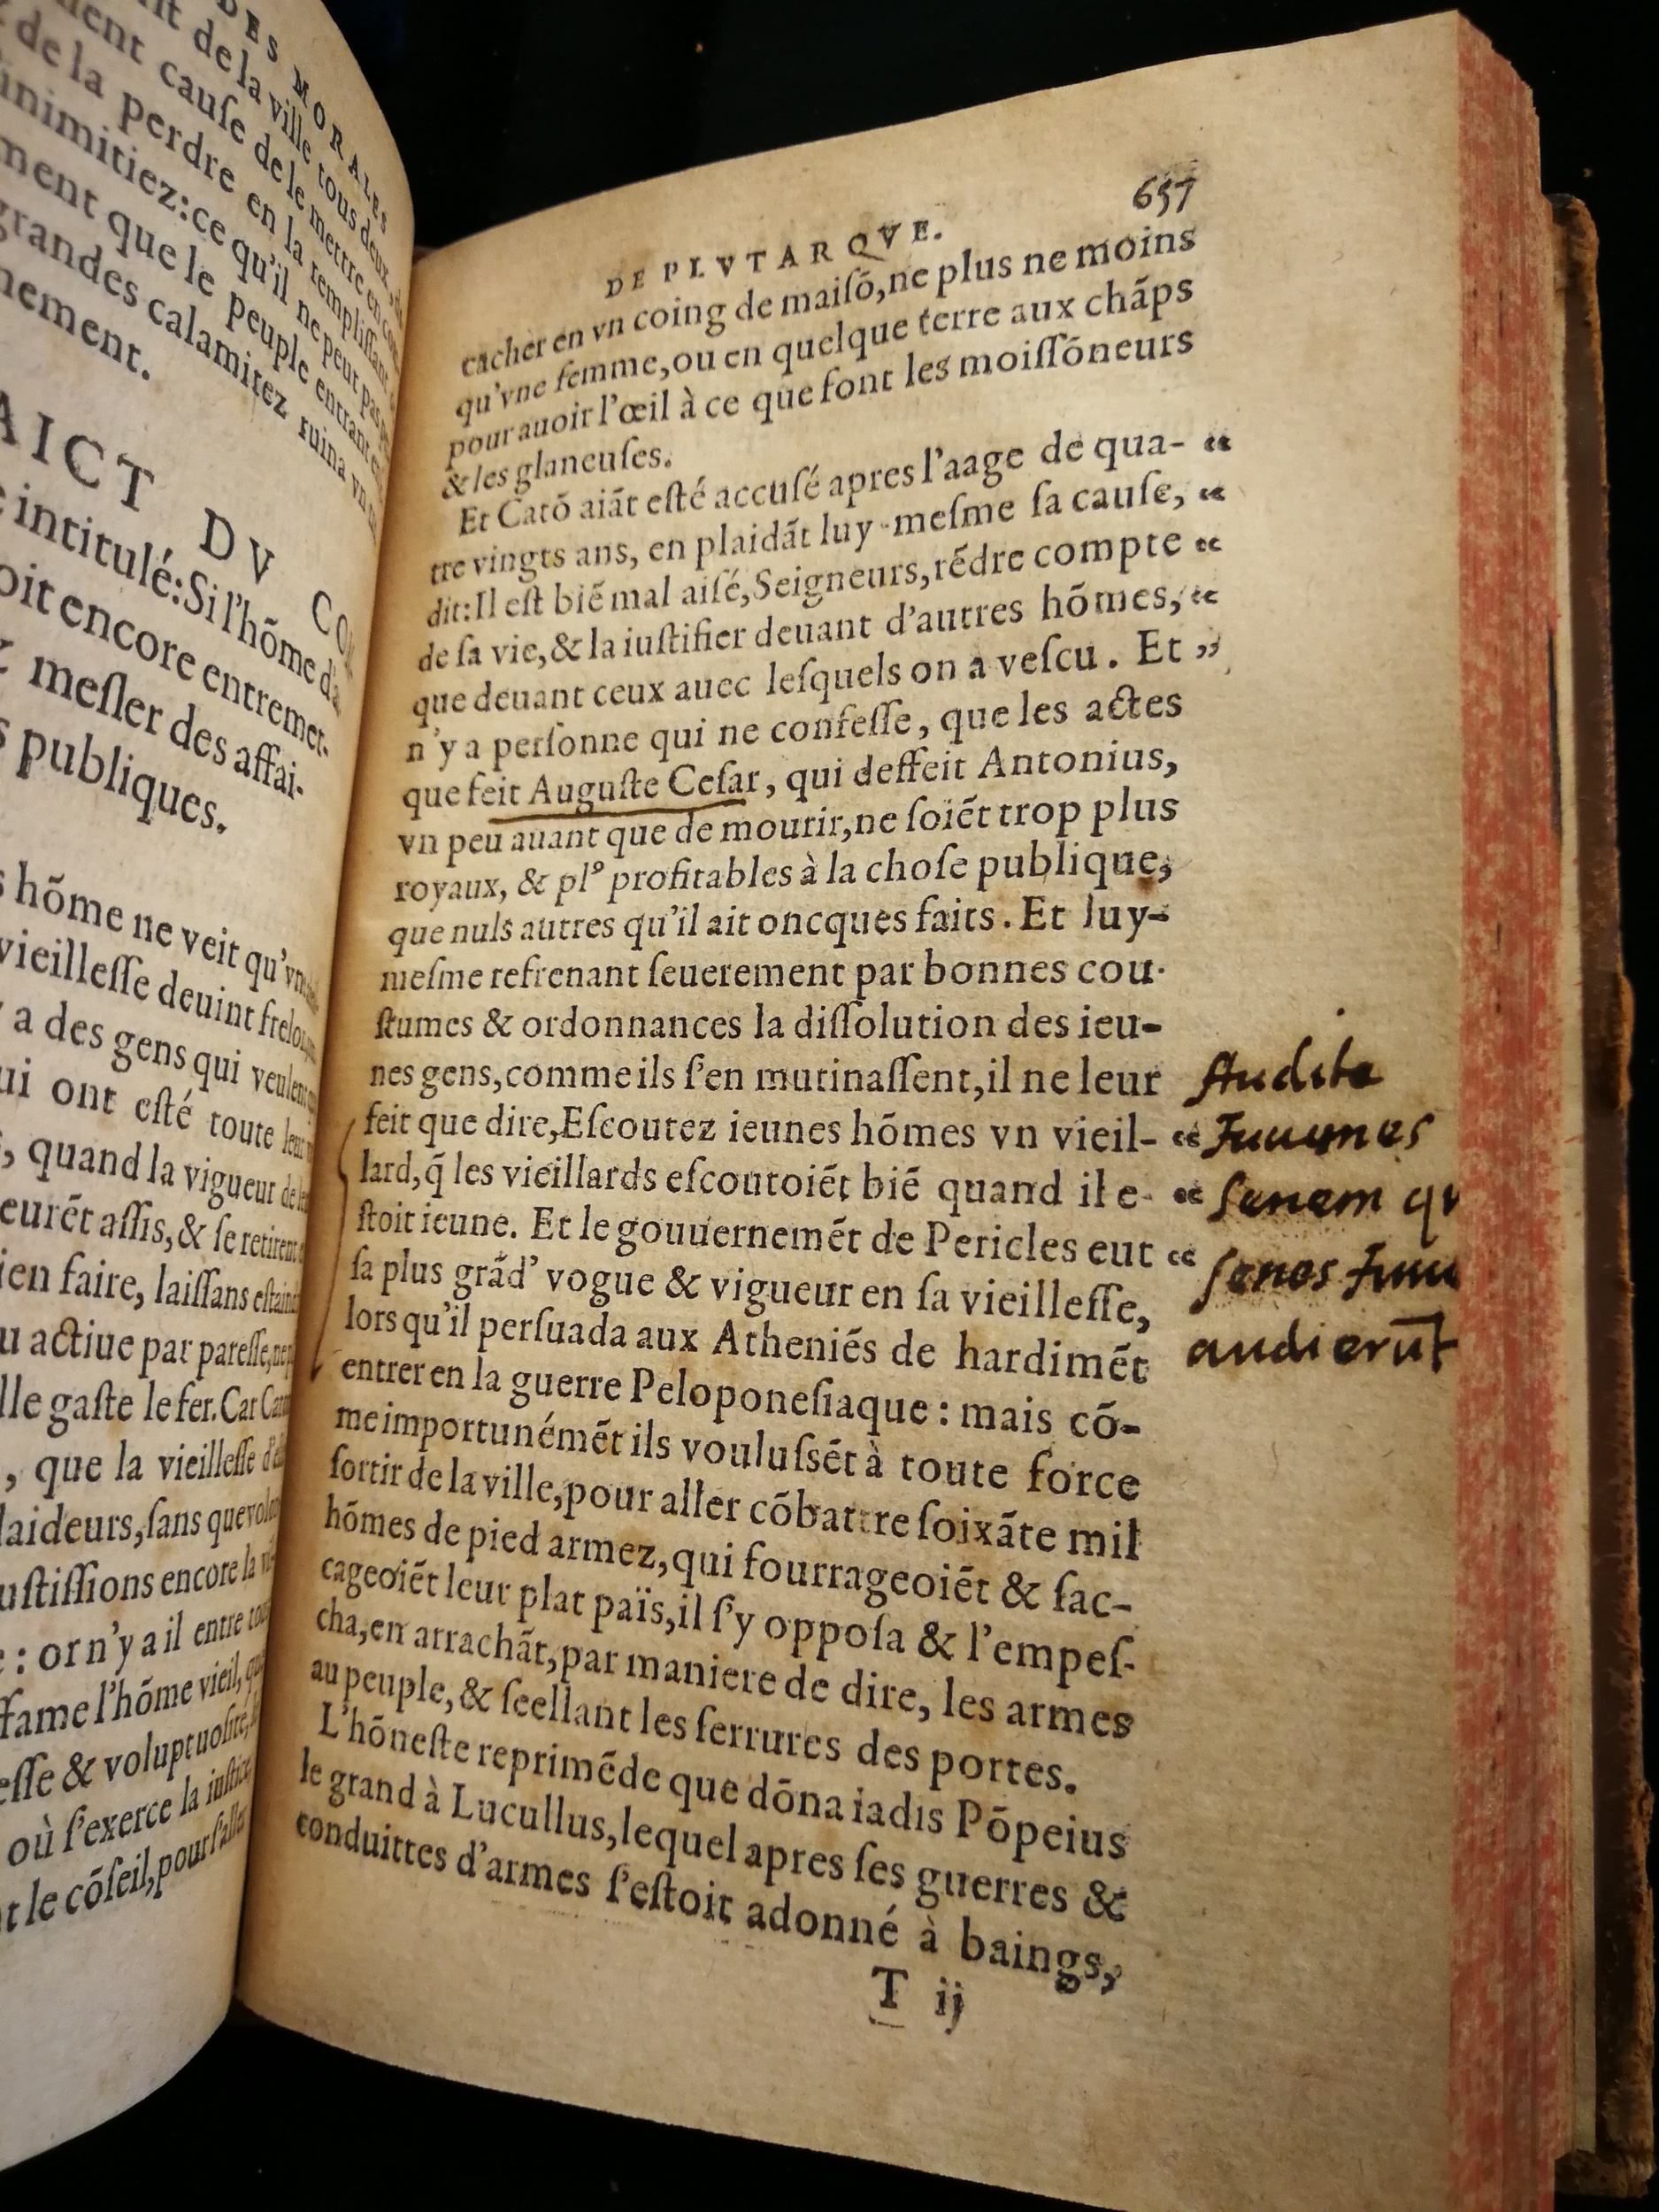 DES MORALES
de la ville tous deux,
cause de le mettre en
de la perdre en la remplissant
inimitiez:ce qu'il ne peut pas
ment que le peuple entrant
grandes calamitez ruina vn
nement.
AICT DV
intitulé:Si l'hõme d'a
oit encore entremet-
mesler des affai-
s publiques.
hõme ne veit qu'vn
vieillesse deuint frelon
a des gens qui veulent
ui ont esté toute leur
, quand la vigueur de
eurẽt assis,& se retirent
ien faire, laissans
u actiue par paresse,
lle gaste le fer.Car
, que la vieillesse
laideurs,sans que
ustissions encore la
: or n'y a il entre
ffame l'hõme vieil,
esse & voluptuosité,
où s'exerce la iustice
t le cõseil,pour s'aller
657
DE PLVTARQVE.
cacher en vn coing de maisõ,ne plus ne moins
qu'vne femme,ou en quelque terre aux chãps
pour auoir l'œil à ce que font les moissõneurs
& les glaneuses.
Et Catõ aiãt esté accusé apres l'aage de qua- “
tre vingts ans, en plaidãt luy-mesme sa cause, “
dit:Il est biẽ mal aisé,Seigneurs,rẽdre compte “
de sa vie,& la iustifier deuant d'autres hõmes, “
que deuant ceux auec lesquels on a vescu. Et ”
n'y a personne qui ne confesse, que les actes
que feit Auguste Cesar, qui deffeit Antonius,
vn peu auant que de mourir,ne soiẽt trop plus
royaux, & plꝰ profitables à la chose publique,
que nuls autres qu'il ait oncques faits. Et luy-
mesme refrenant seuerement par bonnes cou-
stumes & ordonnances la dissolution des ieu-
nes gens,comme ils s'en mutinassent,il ne leur
feit que dire,Escoutez ieunes hõmes vn vieil- “
lard,q̃ les vieillards escoutoiẽt biẽ quand il e- “
stoit ieune. Et le gouuernemẽt de Pericles eut “
sa plus grãd' vogue & vigueur en sa vieillesse,
lors qu'il persuada aux Atheniẽs de hardimẽt
entrer en la guerre Peloponesiaque : mais cõ-
me importunémẽt ils voulussẽt à toute force
sortir de la ville,pour aller cõbattre soixãte mil
hõmes de pied armez,qui fourrageoiẽt & sac-
cageoiẽt leur plat païs,il s'y opposa & l'empes-
cha,en arrachãt,par maniere de dire, les armes
au peuple,& seellant les serrures des portes.
L'hõneste reprimẽde que dõna iadis Põpeius
le grand à Lucullus,lequel apres ses guerres &
conduittes d'armes s'estoit adonné à baings,
T ij
Audite
Iuuenes
senem qu
senes Iuue
audierūt